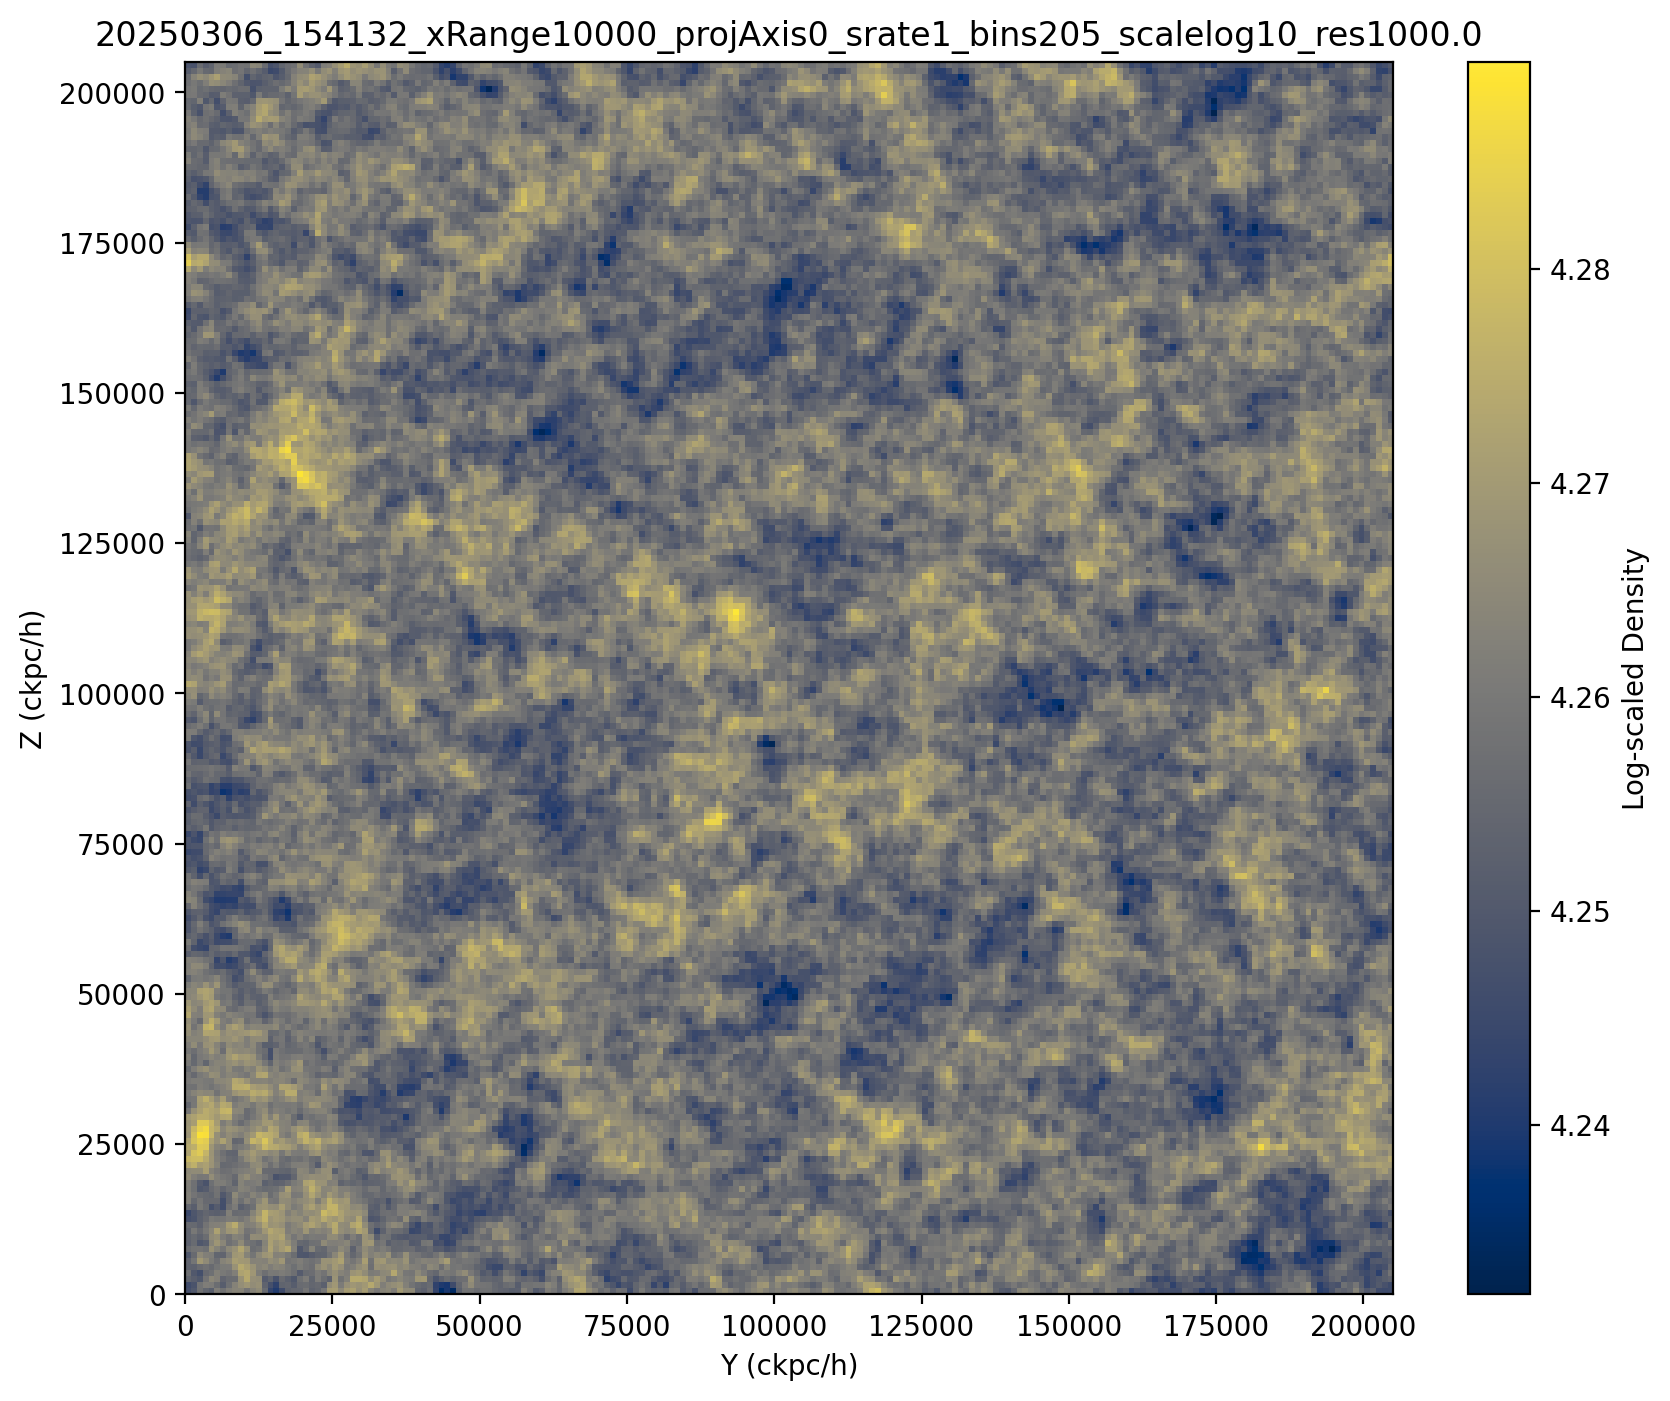 20250306_154132_xRange10000_projAxis0_srate1_bins205_scalelog10_res1000.0
200000
175000
150000
125000
100000
75000
50000
25000
0
Z (ckpc/h)
0 25000 50000 75000 100000 125000 150000 175000 200000
Y (ckpc/h)
4.28
4.27
4.26
4.25
4.24
Log-scaled Density